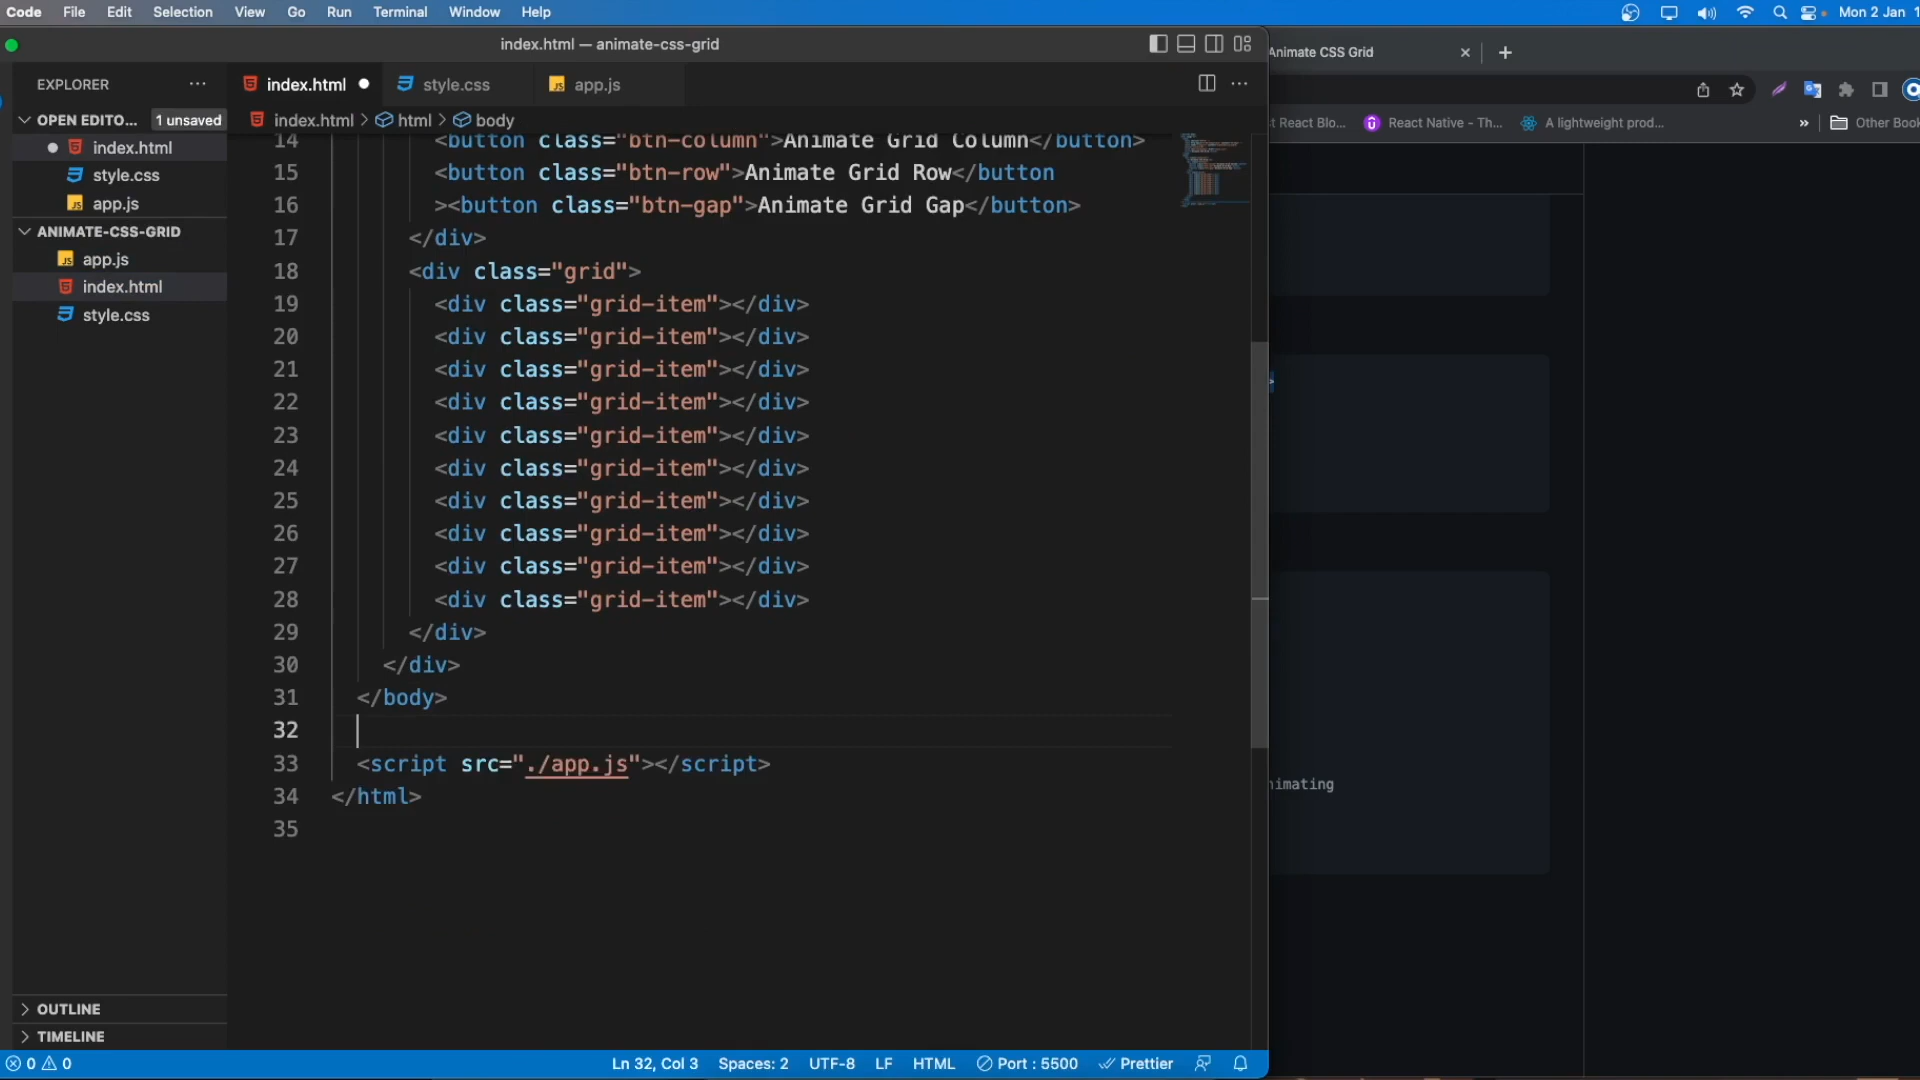 Code File Edit Selection View Go Run Terminal Window Help Mon 2 Jan 1
index.html — animate-css-grid
Animate CSS Grid
EXPLORER
index.html style.css app.js
OPEN EDITO... 1 unsaved
index.html > html > body
index.html
style.css
app.js
ANIMATE-CSS-GRID
app.js
index.html
style.css
14 <button class="btn-column">Animate Grid Column</button>
15 <button class="btn-row">Animate Grid Row</button
16 ><button class="btn-gap">Animate Grid Gap</button>
17 </div>
18 <div class="grid">
19 <div class="grid-item"></div>
20 <div class="grid-item"></div>
21 <div class="grid-item"></div>
22 <div class="grid-item"></div>
23 <div class="grid-item"></div>
24 <div class="grid-item"></div>
25 <div class="grid-item"></div>
26 <div class="grid-item"></div>
27 <div class="grid-item"></div>
28 <div class="grid-item"></div>
29 </div>
30 </div>
31 </body>
32
33 <script src="./app.js"></script>
34 </html>
35
t React Blo... React Native - Th... A lightweight prod... » Other Book
>
nimating
OUTLINE
TIMELINE
0 0 Ln 32, Col 3 Spaces: 2 UTF-8 LF HTML Port : 5500 Prettier